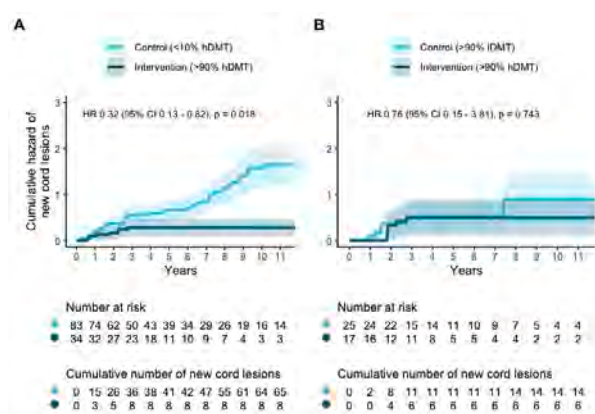 A
B
Control (<10% hDMT)
Intervention (>90% hDMT)
Control (>90% iDMT)
Intervention (>90% hDMT)
HR 0.32 (95% CI 0.13 - 0.82), p = 0.018
HR 0.76 (95% CI 0.15 - 3.81), p = 0.743
Cumulative hazard of
new cord lesions
3
2
1
0
3
2
1
0
0 1 2 3 4 5 6 7 8 9 10 11
0 1 2 3 4 5 6 7 8 9 10 11
Years
Years
Number at risk
83 74 62 50 43 39 34 29 26 19 16 14
34 32 27 23 18 11 10 9 7 4 3 3
Number at risk
25 24 22 15 14 11 10 9 7 5 4 4
17 16 12 11 8 5 5 4 4 2 2 2
Cumulative number of new cord lesions
0 15 26 36 38 41 42 47 55 61 64 65
0 3 5 8 8 8 8 8 8 8 8 8
Cumulative number of new cord lesions
0 2 8 11 11 11 11 11 14 14 14 14
0 0 4 6 6 6 6 6 6 6 6 6